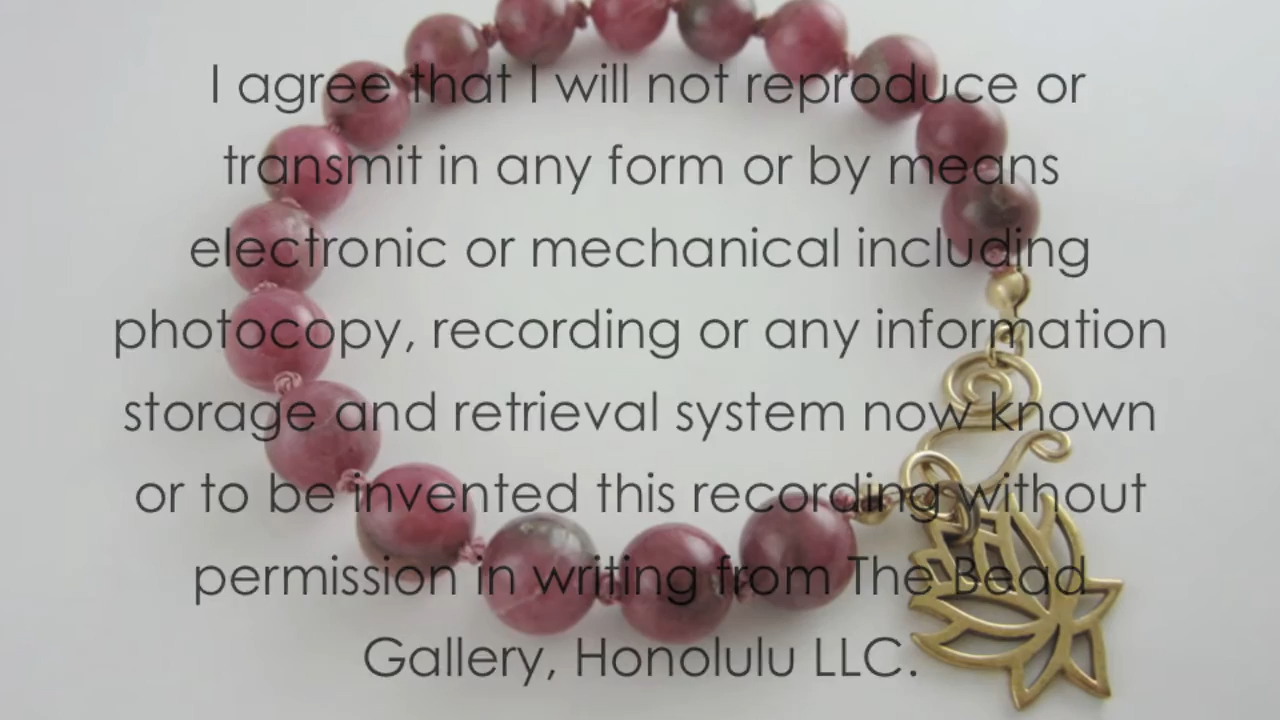 I agree that I will not reproduce or
transmit in any form or by means
electronic or mechanical including
photocopy, recording or any information
storage and retrieval system now known
or to be invented this recording without
permission in writing from The Bead
Gallery, Honolulu LLC.